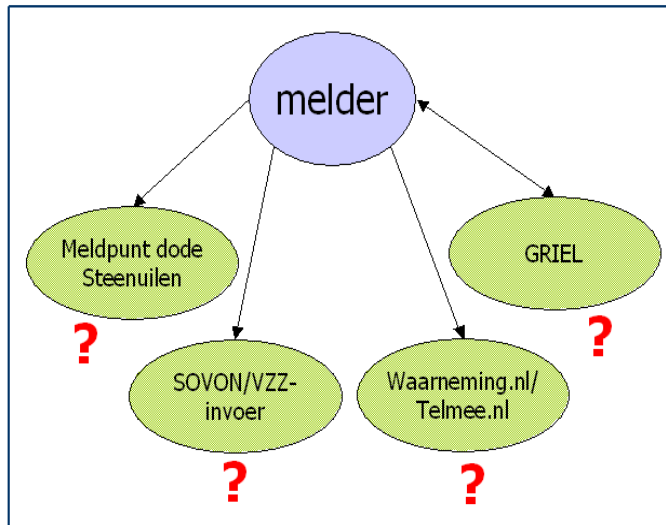 melder
Meldpunt dode
Steenuilen
?
GRIEL
?
SOVON/VZZ-
invoer
?
Waarneming.nl/
Telmee.nl
?